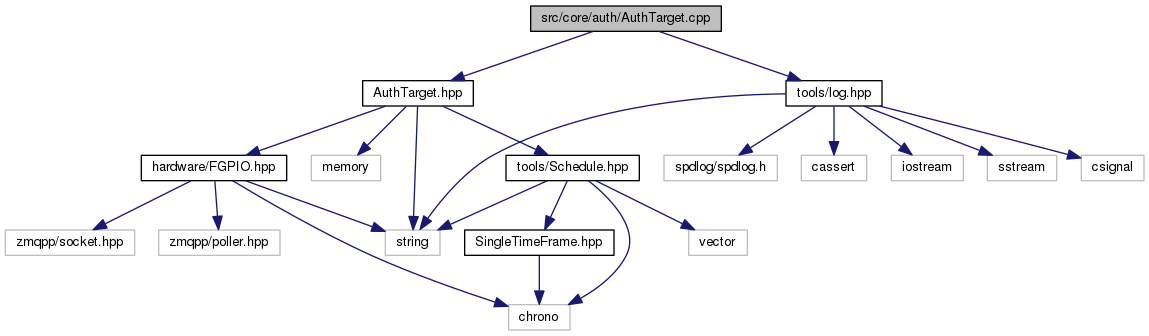 src/core/auth/AuthTarget.cpp
AuthTarget.hpp
tools/log.hpp
hardware/FGPIO.hpp
memory
tools/Schedule.hpp
spdlog/spdlog.h
cassert
iostream
sstream
csignal
zmqpp/socket.hpp
zmqpp/poller.hpp
string
SingleTimeFrame.hpp
vector
chrono